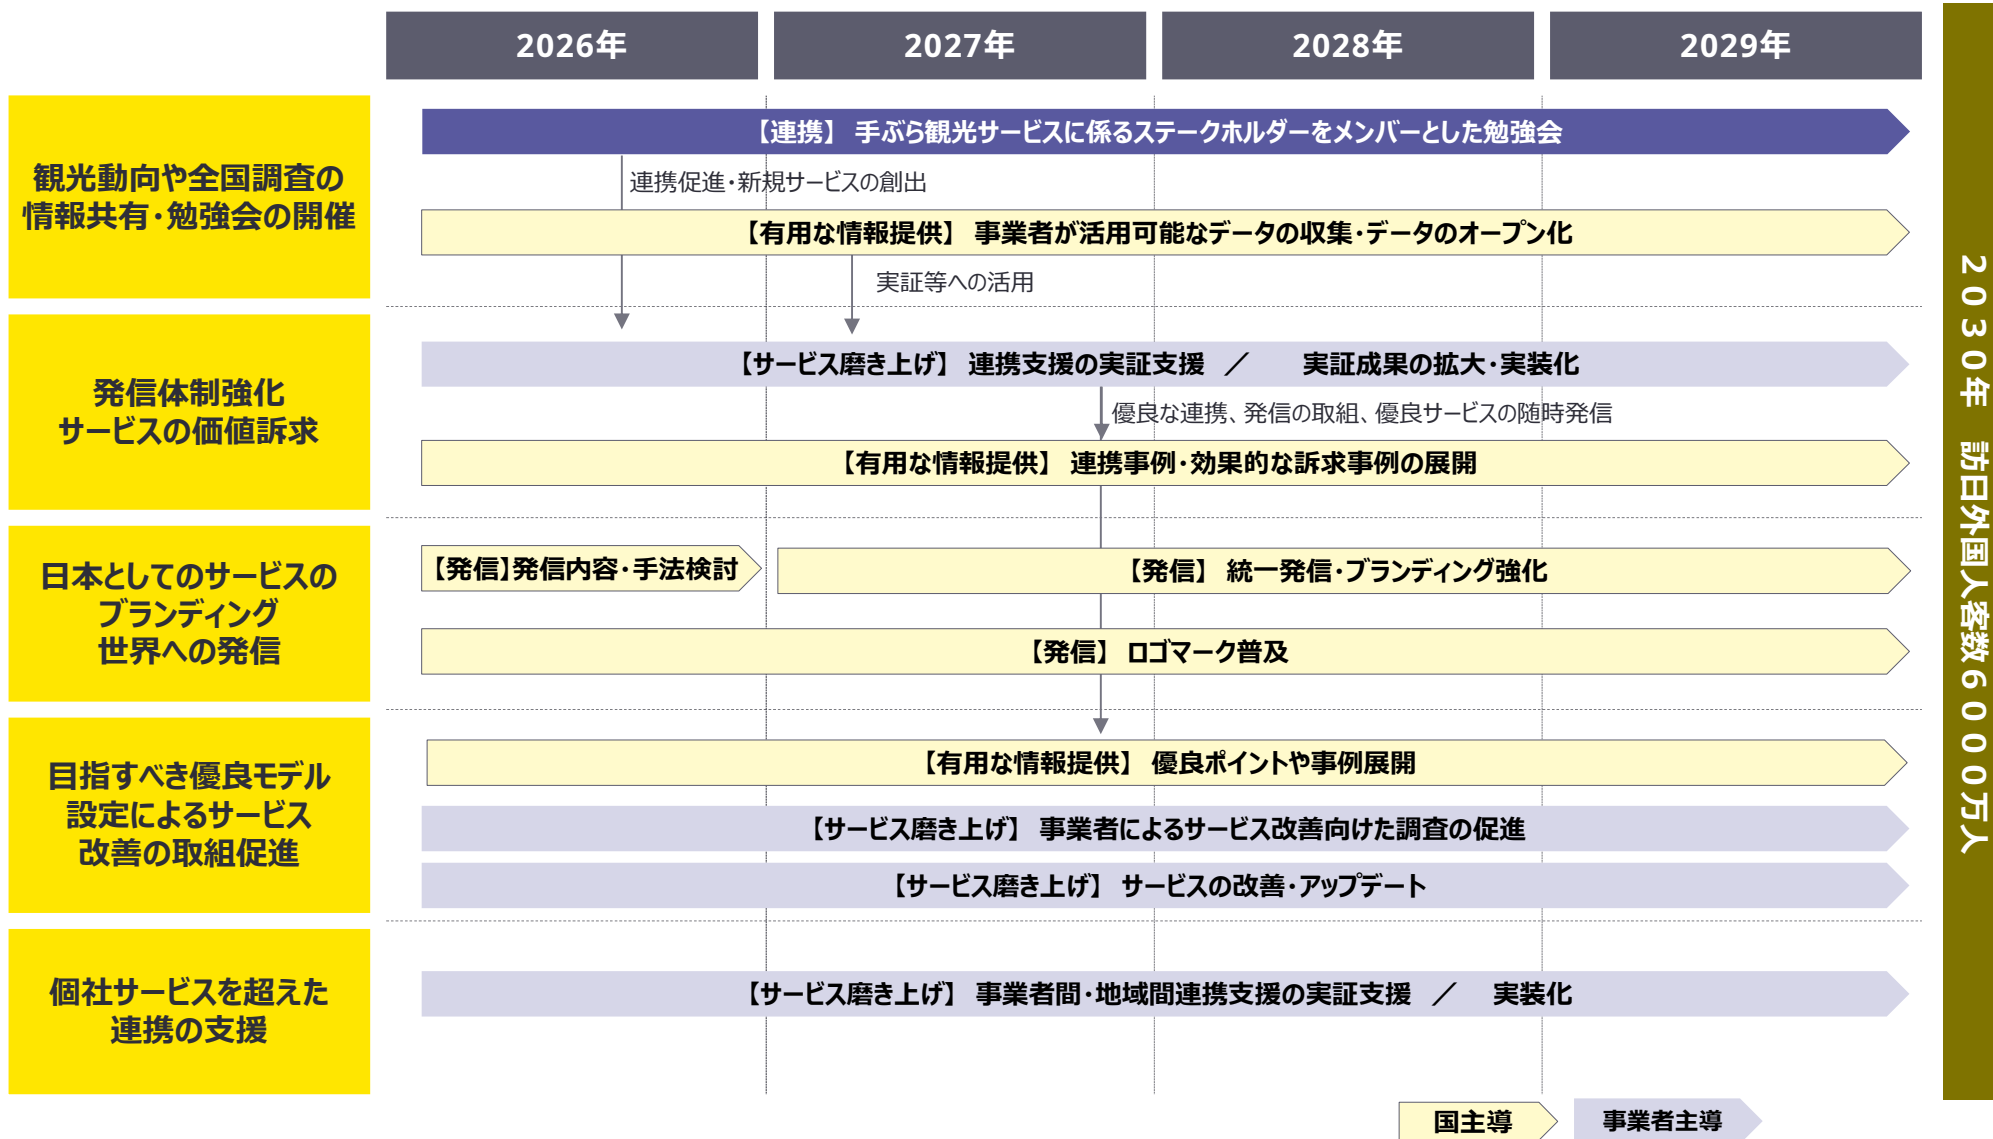 2026年
2027年
2028年
2029年
観光動向や全国調査の
情報共有・勉強会の開催
【連携】 手ぶら観光サービスに係るステークホルダーをメンバーとした勉強会
連携促進・新規サービスの創出
【有用な情報提供】 事業者が活用可能なデータの収集・データのオープン化
実証等への活用
発信体制強化
サービスの価値訴求
【サービス磨き上げ】 連携支援の実証支援 ／ 実証成果の拡大・実装化
優良な連携、発信の取組、優良サービスの随時発信
【有用な情報提供】 連携事例・効果的な訴求事例の展開
日本としてのサービスの
ブランディング
世界への発信
【発信】発信内容・手法検討
【発信】 統一発信・ブランディング強化
【発信】 ロゴマーク普及
目指すべき優良モデル
設定によるサービス
改善の取組促進
【有用な情報提供】 優良ポイントや事例展開
【サービス磨き上げ】 事業者によるサービス改善向けた調査の促進
【サービス磨き上げ】 サービスの改善・アップデート
個社サービスを超えた
連携の支援
【サービス磨き上げ】 事業者間・地域間連携支援の実証支援 ／ 実装化
2030年 訪日外国人客数6000万人
国主導
事業者主導